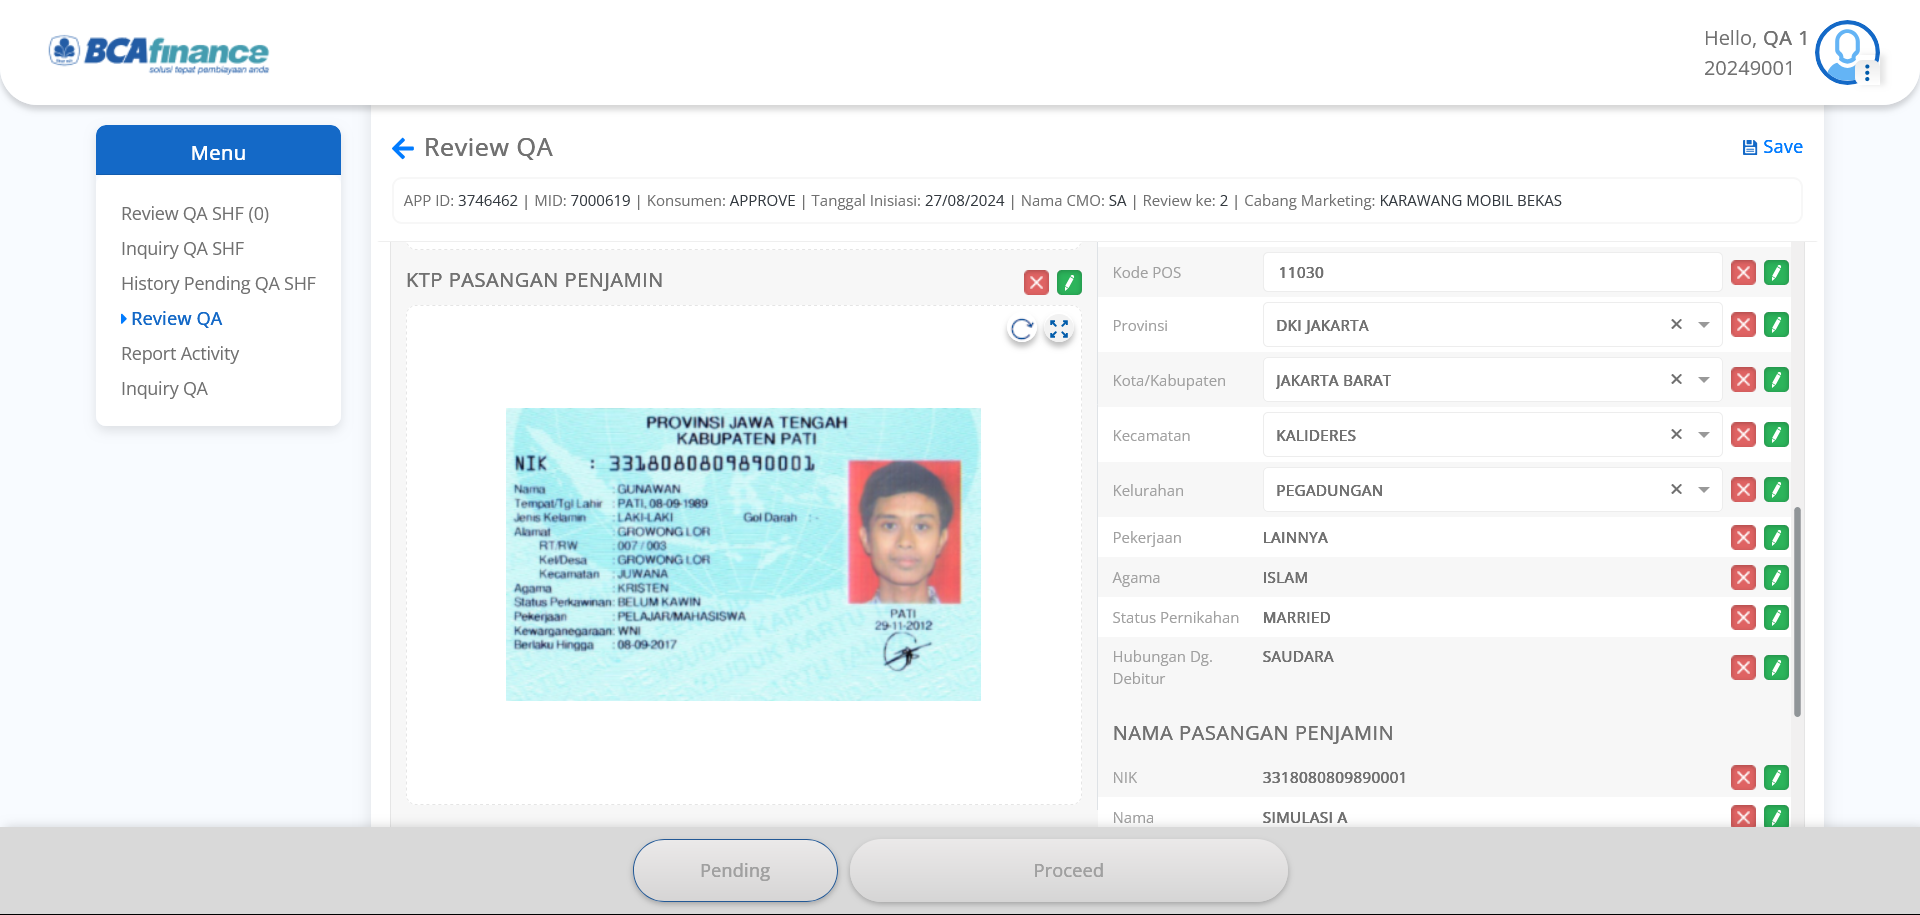 BCAfinance
solusi tepat pembiayaan anda
Hello, QA 1
20249001
Menu
Review QA SHF (0)
Inquiry QA SHF
History Pending QA SHF
Review QA
Report Activity
Inquiry QA
Review QA
Save
APP ID: 3746462 | MID: 7000619 | Konsumen: APPROVE | Tanggal Inisiasi: 27/08/2024 | Nama CMO: SA | Review ke: 2 | Cabang Marketing: KARAWANG MOBIL BEKAS
KTP PASANGAN PENJAMIN
PROVINSI JAWA TENGAH
KABUPATEN PATI
NIK : 3318080809890001
Nama : GUNAWAN
Tempat/Tgl Lahir : PATI, 08-09-1989
Jenis Kelamin : LAKI-LAKI Gol Darah : -
Alamat : GROWONG LOR
RT/RW : 007 / 003
Kel/Desa : GROWONG LOR
Kecamatan : JUWANA
Agama : KRISTEN
Status Perkawinan: BELUM KAWIN
Pekerjaan : PELAJAR/MAHASISWA
Kewarganegaraan: WNI
Berlaku Hingga : 08-09-2017
PATI
29-11-2012
Kode POS 11030
Provinsi DKI JAKARTA
Kota/Kabupaten JAKARTA BARAT
Kecamatan KALIDERES
Kelurahan PEGADUNGAN
Pekerjaan LAINNYA
Agama ISLAM
Status Pernikahan MARRIED
Hubungan Dg. SAUDARA
Debitur
NAMA PASANGAN PENJAMIN
NIK 3318080809890001
Nama SIMULASI A
Pending
Proceed